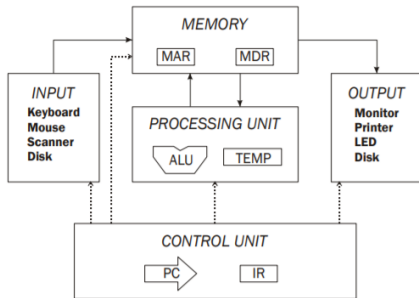 MEMORY
MAR MDR
INPUT
Keyboard
Mouse
Scanner
Disk
PROCESSING UNIT
ALU TEMP
OUTPUT
Monitor
Printer
LED
Disk
CONTROL UNIT
PC IR